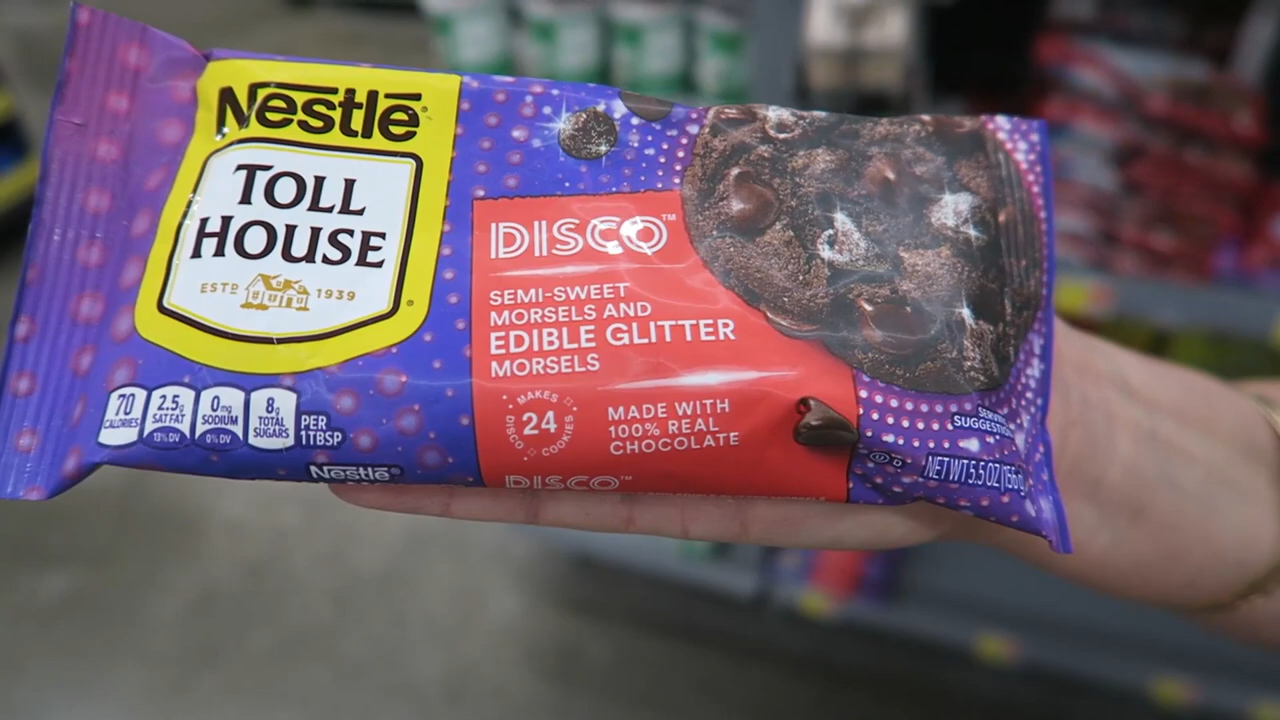 Nestlé®
TOLL
HOUSE
ESTD 1939
®
70
CALORIES
2.5g
SAT FAT
13% DV
0mg
SODIUM
0% DV
8g
TOTAL
SUGARS
PER
1TBSP
Nestlé®
DISCO™
SEMI-SWEET
MORSELS AND
EDIBLE GLITTER
MORSELS
MAKES
24
DISCO COOKIES
MADE WITH
100% REAL
CHOCOLATE
DISCO™
SERVING
SUGGESTION
U D
NET WT 5.5 OZ (156g)